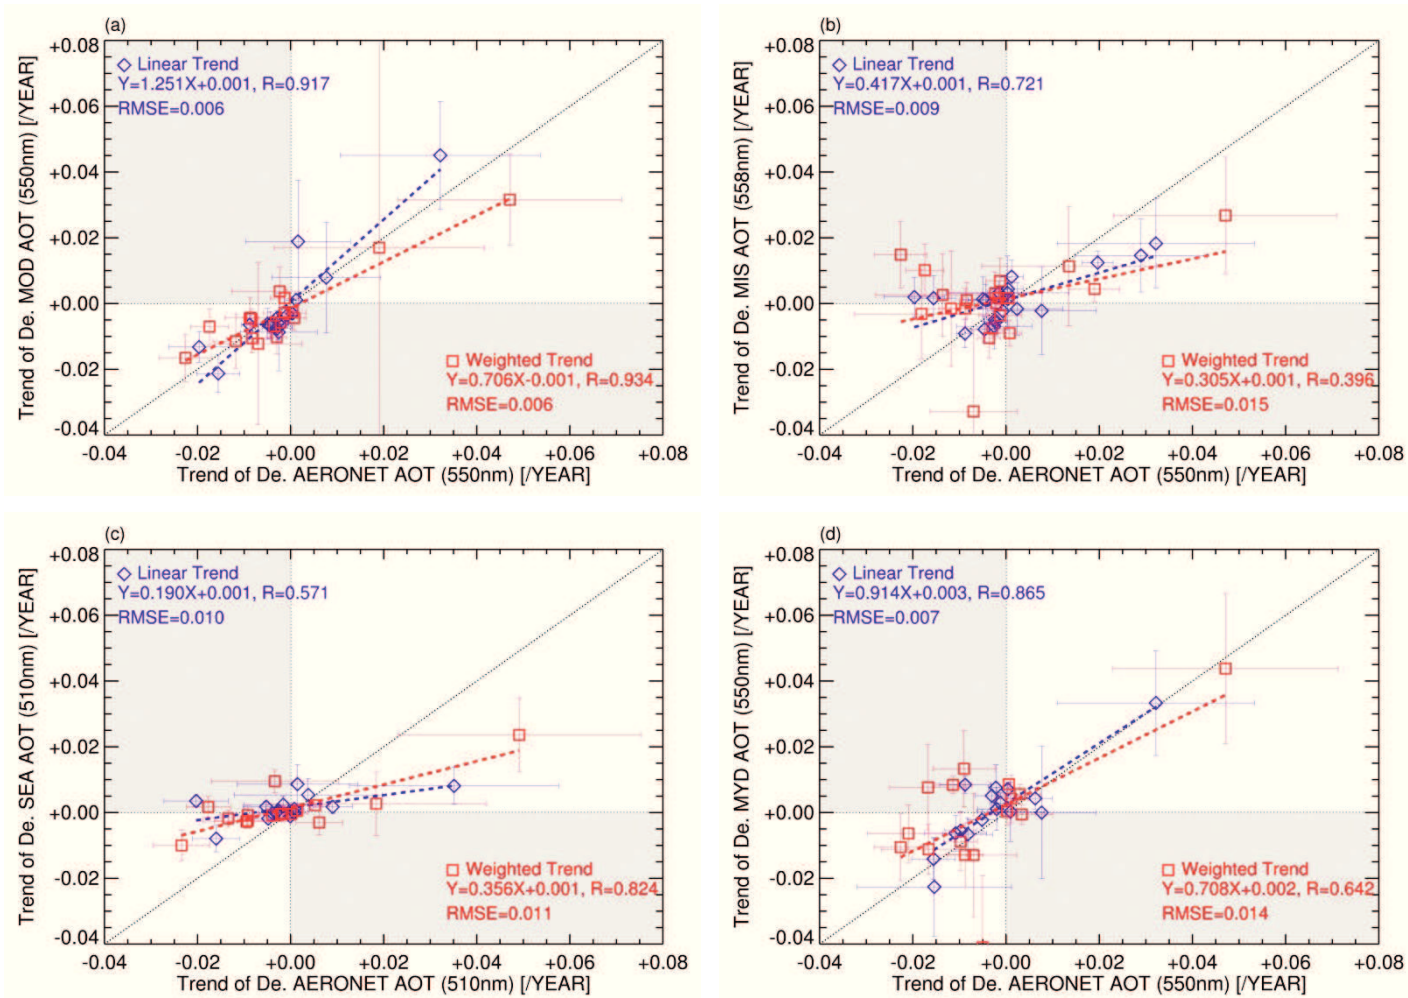 (a)
+0.08
+0.06
+0.04
+0.02
+0.00
-0.02
-0.04
Trend of De. MOD AOT (550nm) [/YEAR]
Linear Trend
Y=1.251X+0.001, R=0.917
RMSE=0.006
Weighted Trend
Y=0.706X-0.001, R=0.934
RMSE=0.006
-0.04 -0.02 +0.00 +0.02 +0.04 +0.06 +0.08
Trend of De. AERONET AOT (550nm) [/YEAR]
(b)
+0.08
+0.06
+0.04
+0.02
+0.00
-0.02
-0.04
Trend of De. MIS AOT (558nm) [/YEAR]
Linear Trend
Y=0.417X+0.001, R=0.721
RMSE=0.009
Weighted Trend
Y=0.305X+0.001, R=0.396
RMSE=0.015
-0.04 -0.02 +0.00 +0.02 +0.04 +0.06 +0.08
Trend of De. AERONET AOT (550nm) [/YEAR]
(c)
+0.08
+0.06
+0.04
+0.02
+0.00
-0.02
-0.04
Trend of De. SEA AOT (510nm) [/YEAR]
Linear Trend
Y=0.190X+0.001, R=0.571
RMSE=0.010
Weighted Trend
Y=0.356X+0.001, R=0.824
RMSE=0.011
-0.04 -0.02 +0.00 +0.02 +0.04 +0.06 +0.08
Trend of De. AERONET AOT (510nm) [/YEAR]
(d)
+0.08
+0.06
+0.04
+0.02
+0.00
-0.02
-0.04
Trend of De. MYD AOT (550nm) [/YEAR]
Linear Trend
Y=0.914X+0.003, R=0.865
RMSE=0.007
Weighted Trend
Y=0.708X+0.002, R=0.642
RMSE=0.014
-0.04 -0.02 +0.00 +0.02 +0.04 +0.06 +0.08
Trend of De. AERONET AOT (550nm) [/YEAR]